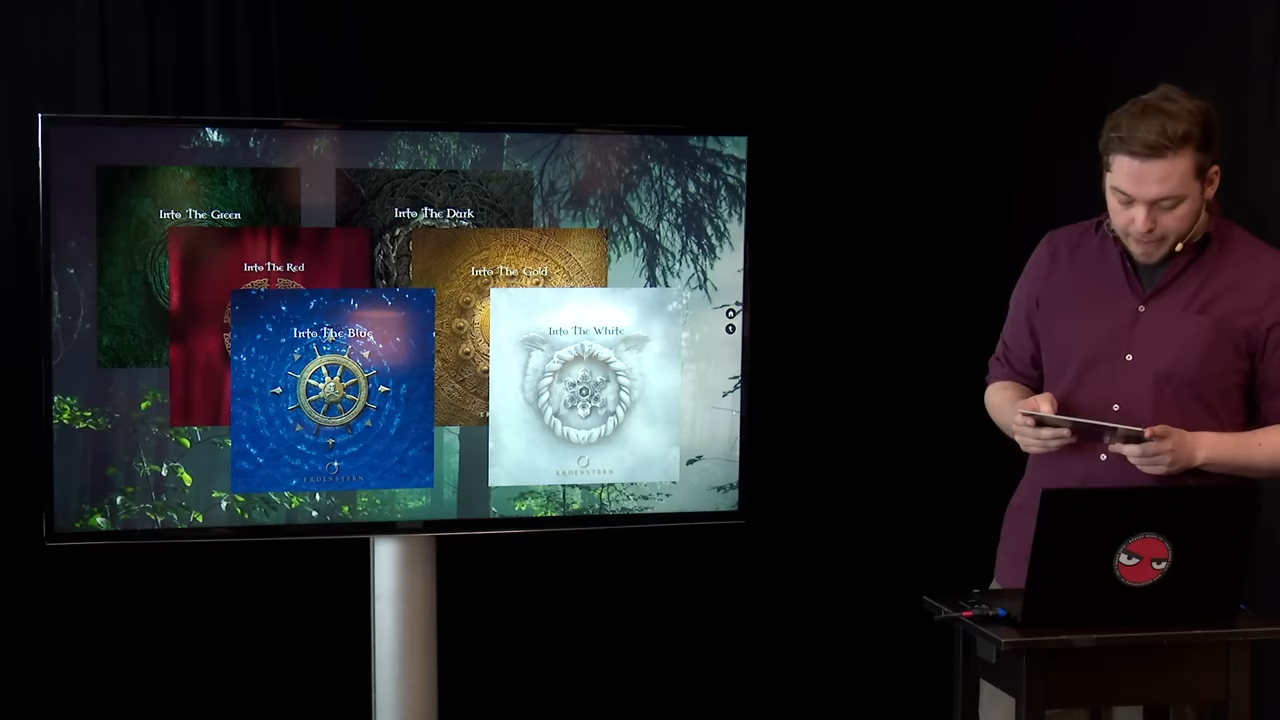 Into The Green
Into The Dark
Into The Red
Into The Gold
Into The Blue
Into The White
ERDENSTERN
ERDENSTERN